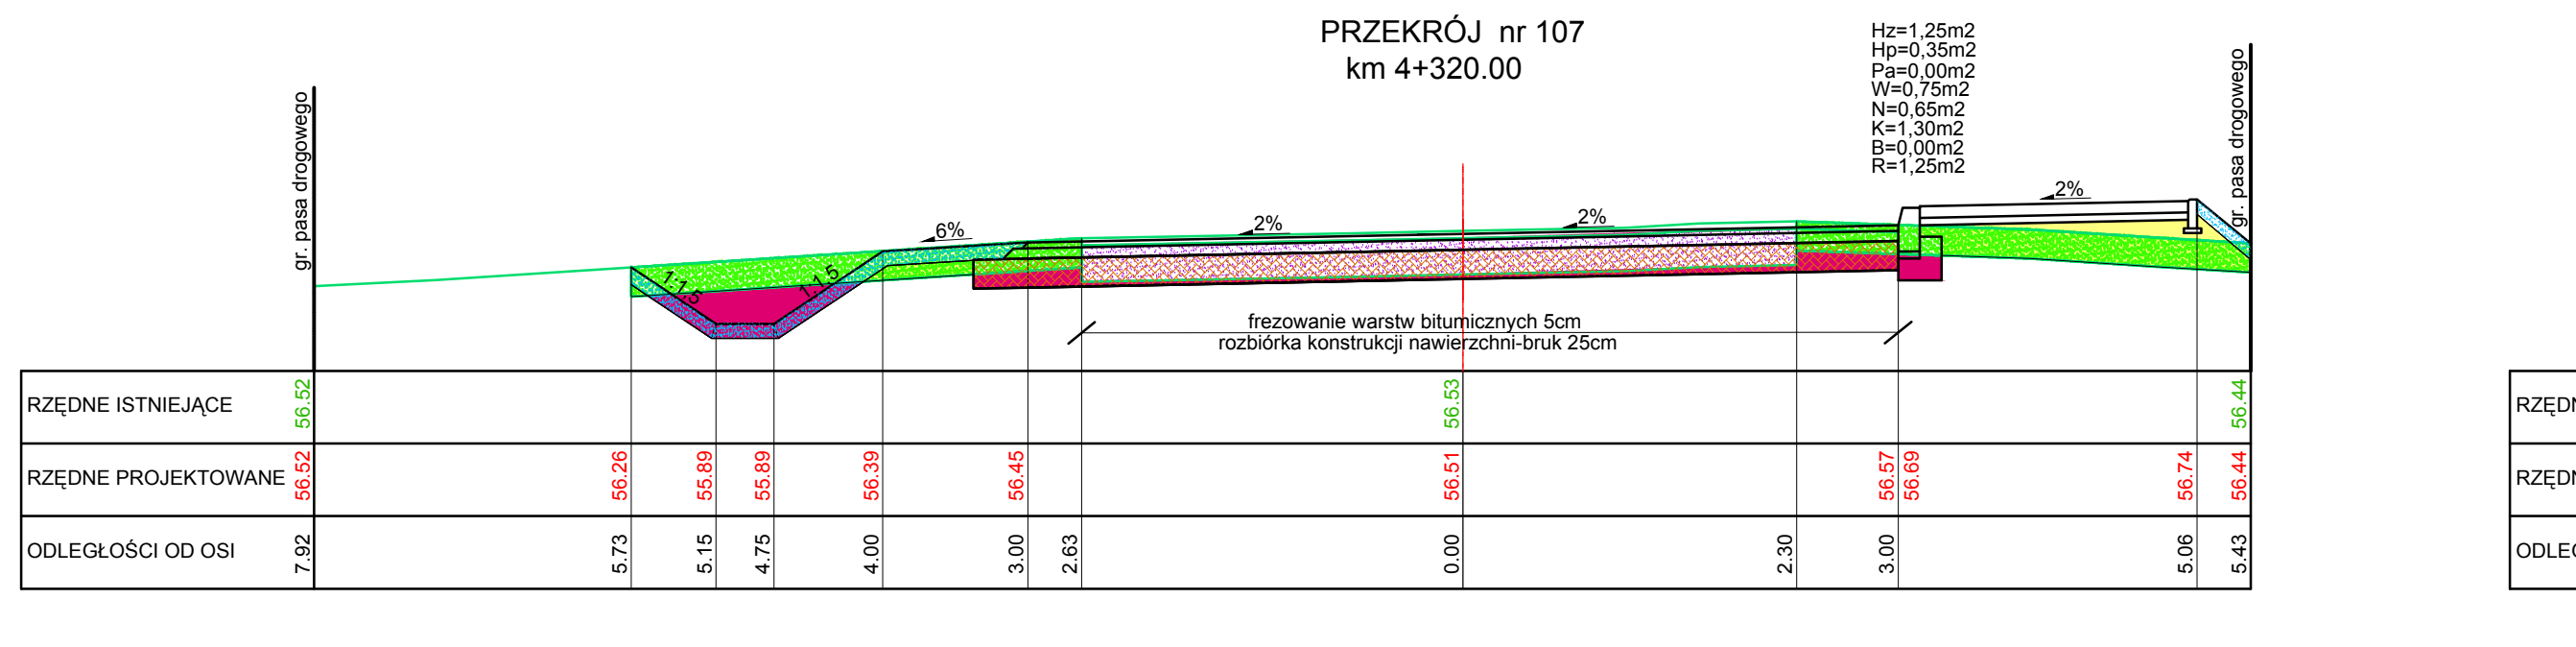 PRZEKRÓJ nr 107
km 4+320.00
Hz=1,25m2
Hp=0,35m2
Pa=0,00m2
W=0,75m2
N=0,65m2
K=1,30m2
B=0,00m2
R=1,25m2
gr. pasa drogowego
gr. pasa drogowego
6%
2%
2%
2%
1:1,5
1:1,5
frezowanie warstw bitumicznych 5cm
rozbiórka konstrukcji nawierzchni-bruk 25cm
RZĘDNE ISTNIEJĄCE 56.52 56.53 56.44
RZĘDNE PROJEKTOWANE 56.52 56.26 55.89 55.89 56.39 56.45 56.51 56.57 56.69 56.74 56.44
ODLEGŁOŚCI OD OSI 7.92 5.73 5.15 4.75 4.00 3.00 2.63 0.00 2.30 3.00 5.06 5.43